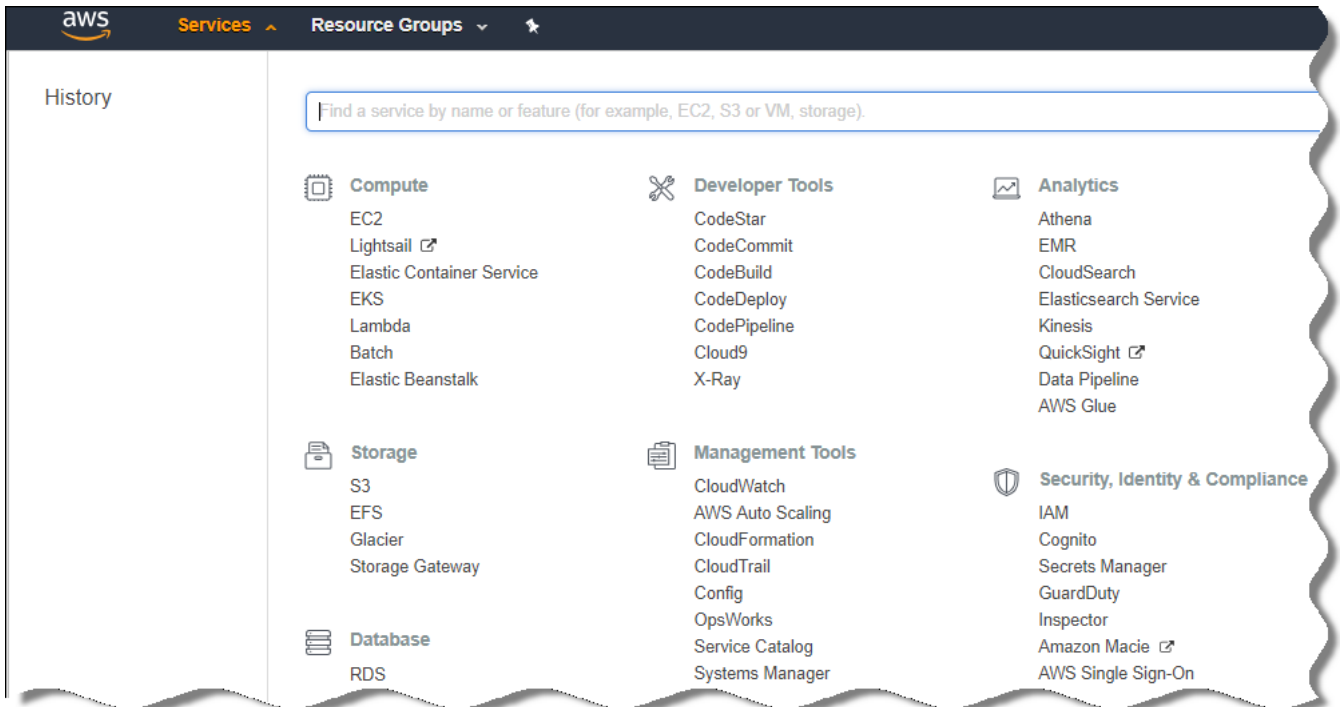 aws Services Resource Groups
History
Find a service by name or feature (for example, EC2, S3 or VM, storage).
Compute
EC2
Lightsail
Elastic Container Service
EKS
Lambda
Batch
Elastic Beanstalk
Storage
S3
EFS
Glacier
Storage Gateway
Database
RDS
Developer Tools
CodeStar
CodeCommit
CodeBuild
CodeDeploy
CodePipeline
Cloud9
X-Ray
Management Tools
CloudWatch
AWS Auto Scaling
CloudFormation
CloudTrail
Config
OpsWorks
Service Catalog
Systems Manager
Analytics
Athena
EMR
CloudSearch
Elasticsearch Service
Kinesis
QuickSight
Data Pipeline
AWS Glue
Security, Identity & Compliance
IAM
Cognito
Secrets Manager
GuardDuty
Inspector
Amazon Macie
AWS Single Sign-On